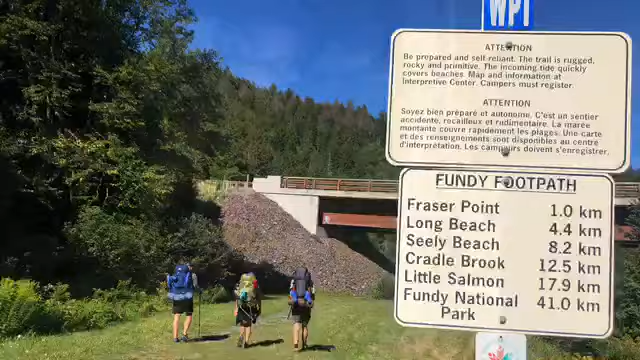 WPI
ATTENTION
Be prepared and self-reliant. The trail is rugged,
rocky and primitive. The incoming tide quickly
covers beaches. Map and information at
Interpretive Center. Campers must register.
ATTENTION
Soyez bien préparé et autonome. C'est un sentier
accidenté, rocailleux et rudimentaire. La marée
montante couvre rapidement les plages. Une carte
et des renseignements sont disponibles au centre
d'interprétation. Les campeurs doivent s'enregistrer.
FUNDY FOOTPATH
Fraser Point 1.0 km
Long Beach 4.4 km
Seely Beach 8.2 km
Cradle Brook 12.5 km
Little Salmon 17.9 km
Fundy National 41.0 km
Park